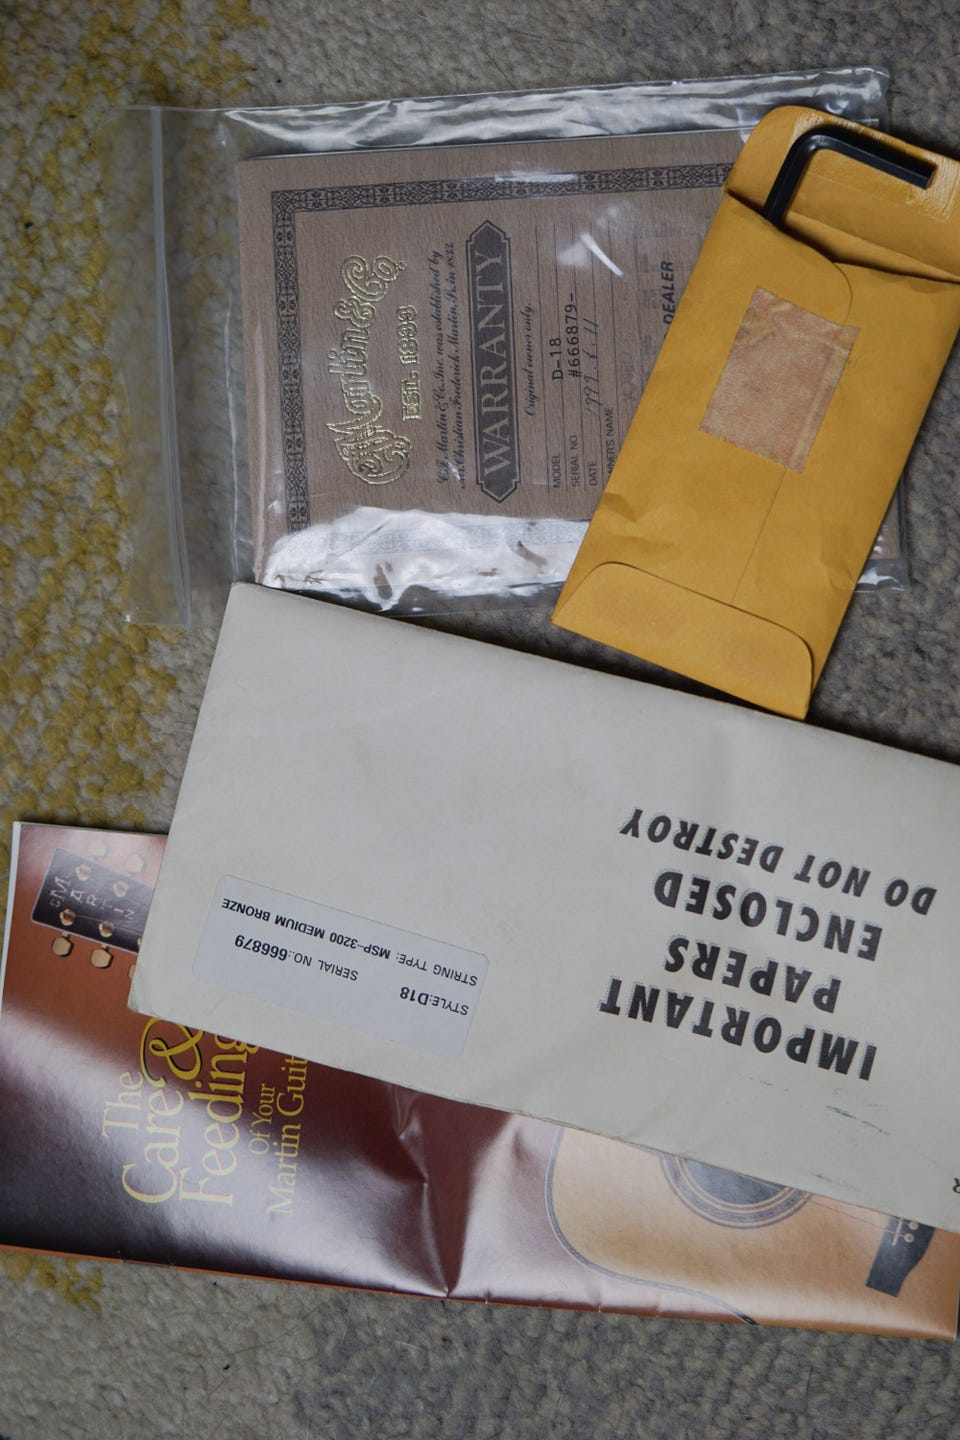 Martin & Co
EST. 1833
C.F. Martin & Co. Inc. was established by
Christian Frederick Martin, Sr. in 1833
WARRANTY
Original owner only
MODEL D-18
SERIAL NO #666879-
DATE
OWNER'S NAME
DEALER
IMPORTANT
PAPERS
ENCLOSED
DO NOT DESTROY
STYLE:D18
SERIAL NO.:666879
STRING TYPE: MSP-3200 MEDIUM BRONZE
CF MARTIN
The
Care &
Feeding
Of Your
Martin Guit